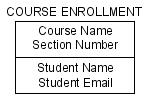 COURSE ENROLLMENT
Course Name
Section Number
Student Name
Student Email